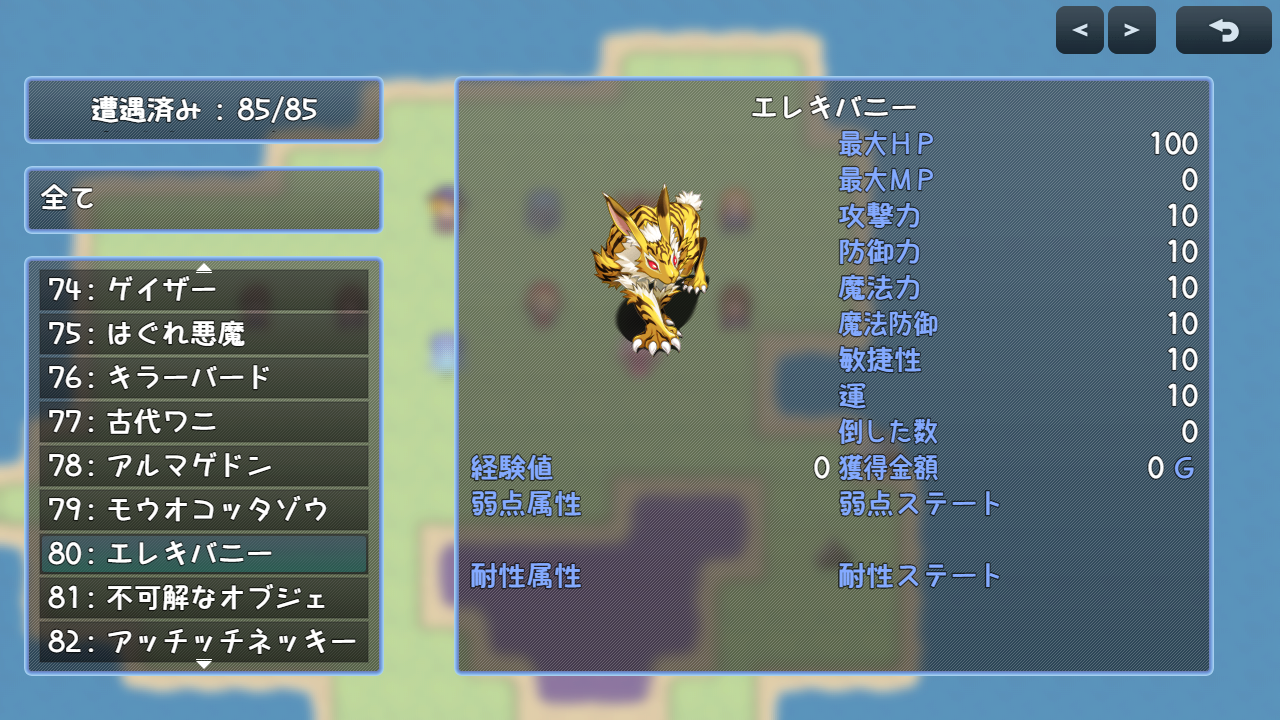 < >
遭遇済み : 85/85
全て
74: ゲイザー
75: はぐれ悪魔
76: キラーバード
77: 古代ワニ
78: アルマゲドン
79: モウオコッタゾウ
80: エレキバニー
81: 不可解なオブジェ
82: アッチッチネッキー
エレキバニー
最大HP 100
最大MP 0
攻撃力 10
防御力 10
魔法力 10
魔法防御 10
敏捷性 10
運 10
倒した数 0
経験値 0 獲得金額 0 G
弱点属性 弱点ステート
耐性属性 耐性ステート